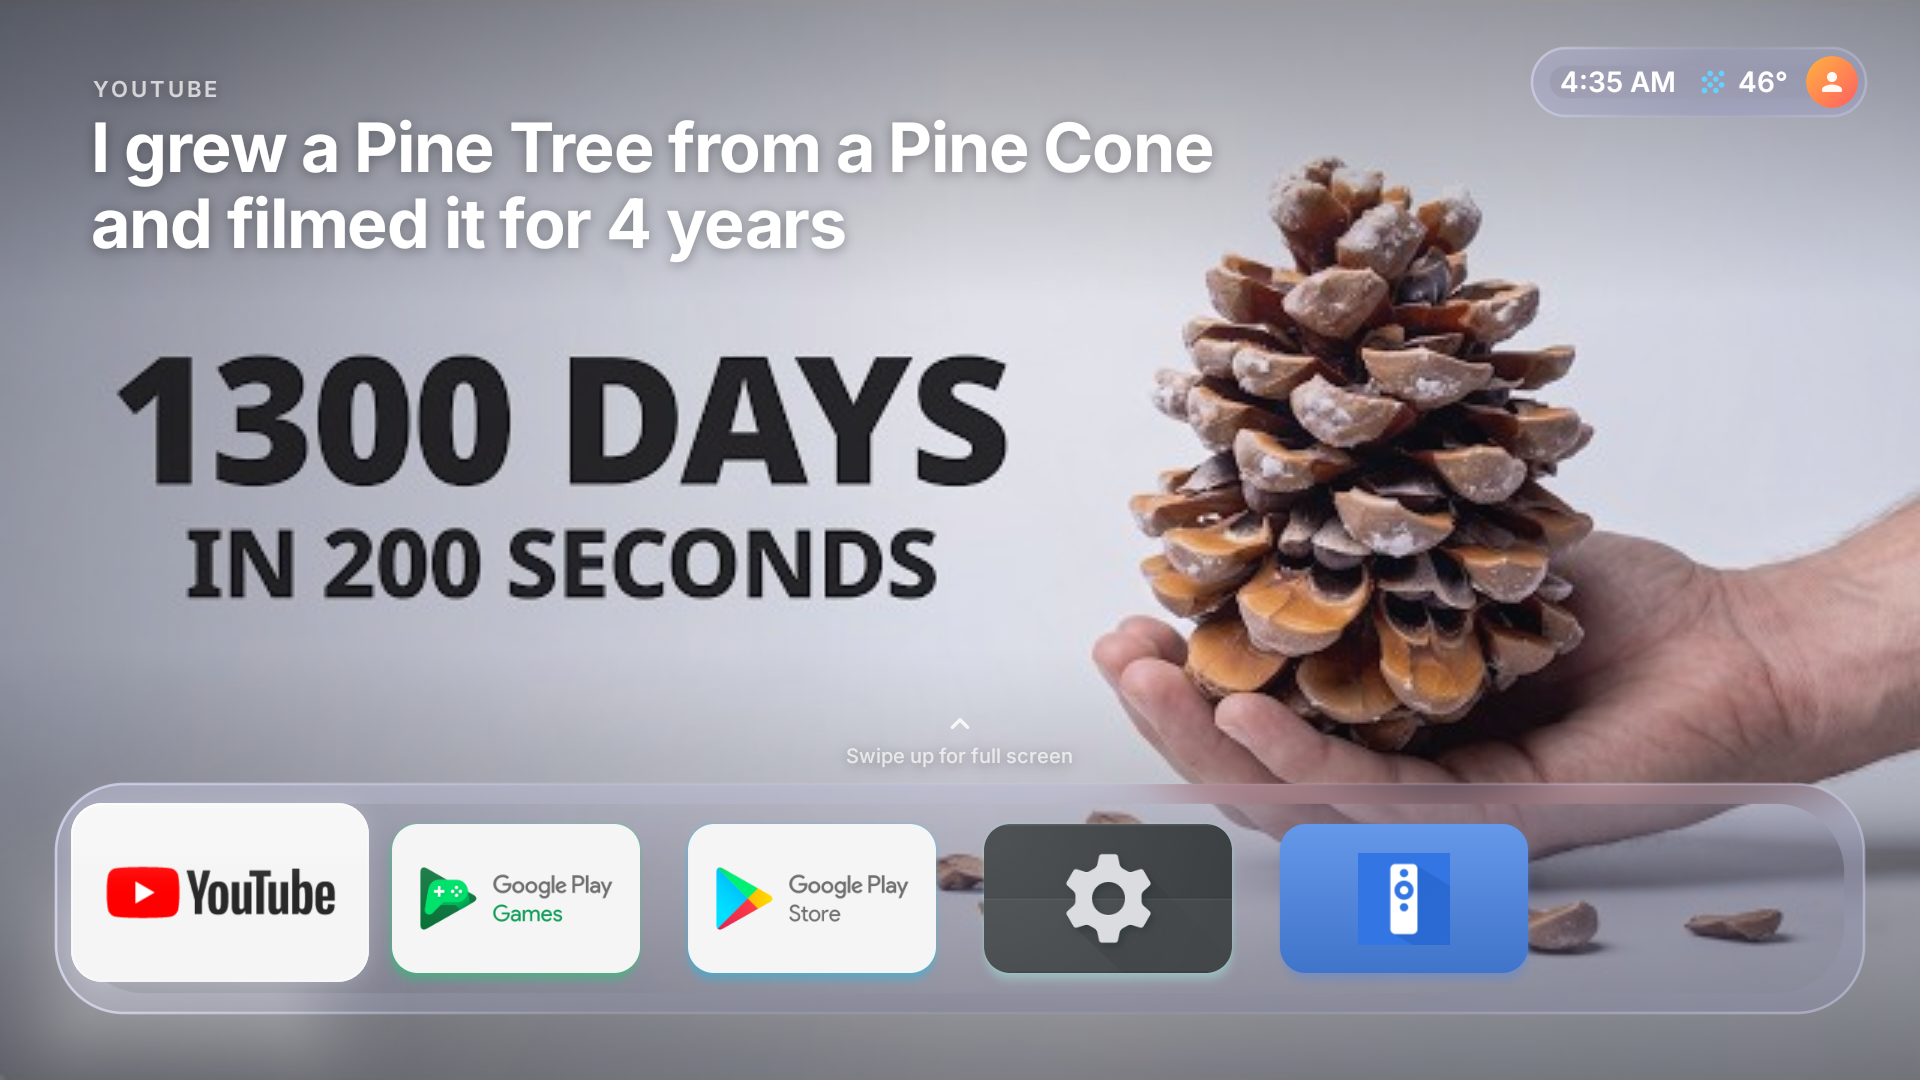 YOUTUBE
I grew a Pine Tree from a Pine Cone
and filmed it for 4 years
4:35 AM 46°
1300 DAYS
IN 200 SECONDS
Swipe up for full screen
YouTube
Google Play
Games
Google Play
Store